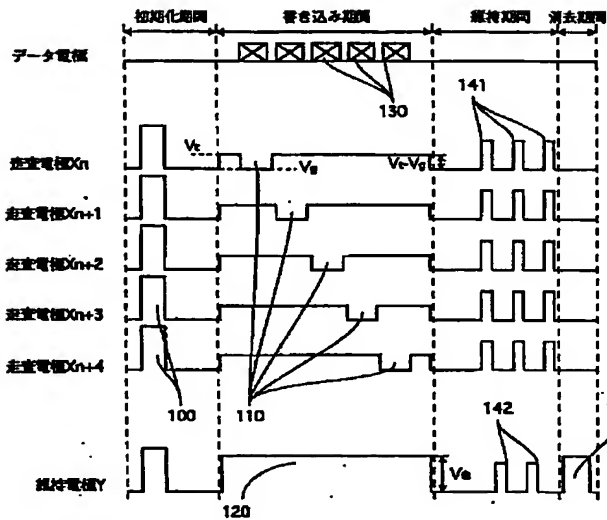 初期化期間 書き込み期間 維持期間 消去期間
データ電極
130
141
Vt
走査電極Xn
Vg
Vt-Vg
走査電極Xn+1
走査電極Xn+2
走査電極Xn+3
走査電極Xn+4
100
110
142
維持電極Y
120
Ve